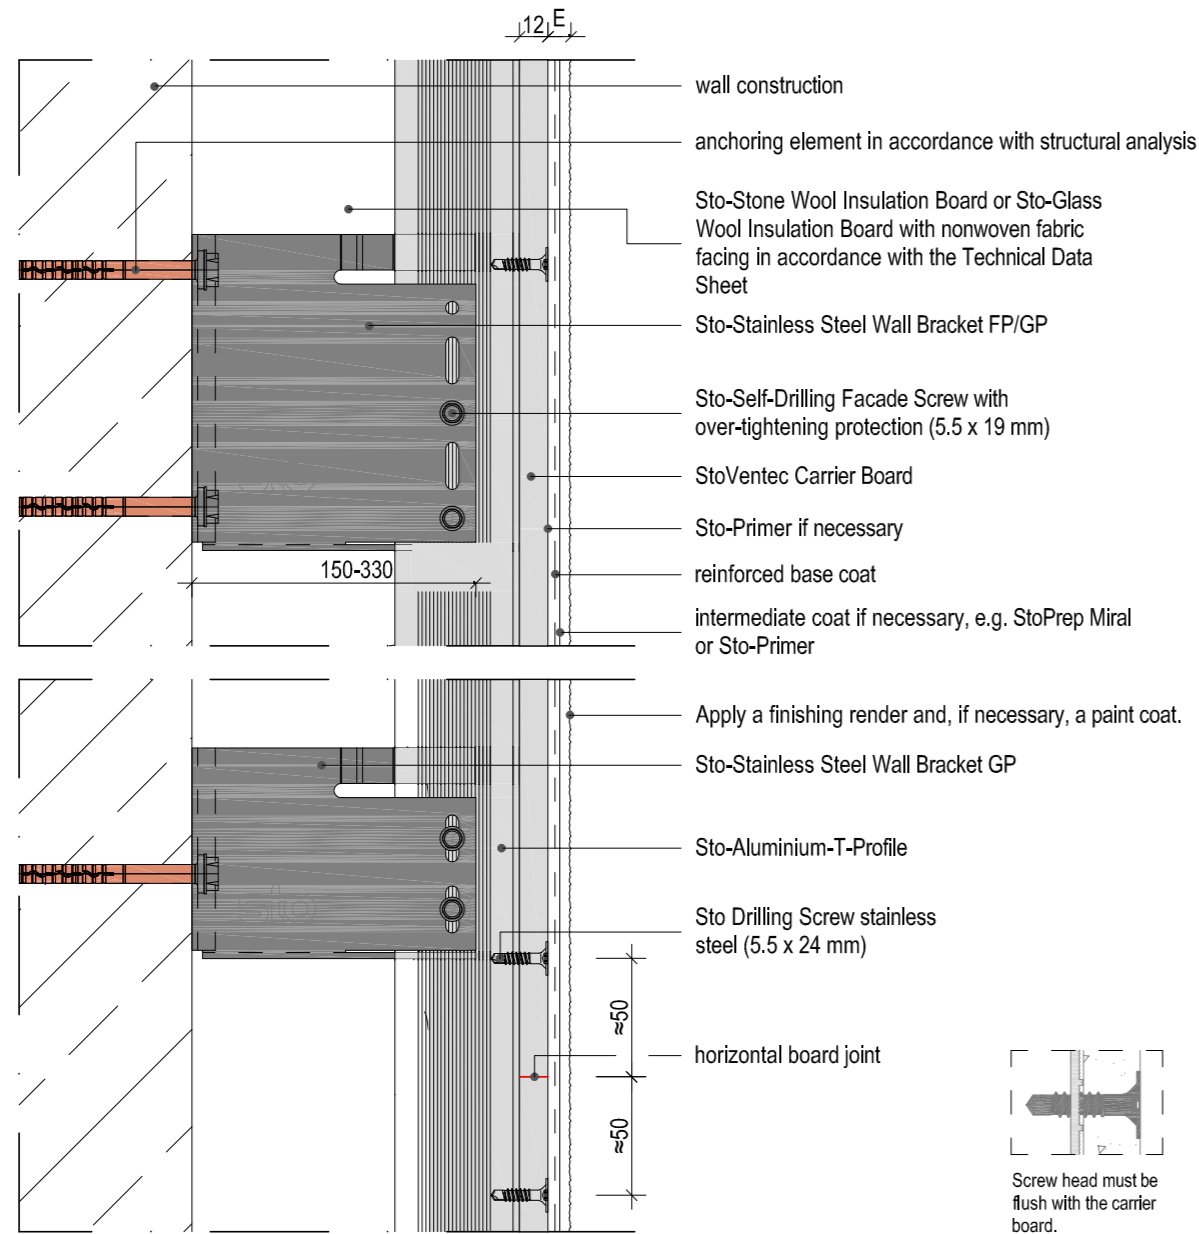 12 E
wall construction
anchoring element in accordance with structural analysis
Sto-Stone Wool Insulation Board or Sto-Glass
Wool Insulation Board with nonwoven fabric
facing in accordance with the Technical Data
Sheet
Sto-Stainless Steel Wall Bracket FP/GP
Sto-Self-Drilling Facade Screw with
over-tightening protection (5.5 x 19 mm)
StoVentec Carrier Board
Sto-Primer if necessary
150-330
reinforced base coat
intermediate coat if necessary, e.g. StoPrep Miral
or Sto-Primer
Apply a finishing render and, if necessary, a paint coat.
Sto-Stainless Steel Wall Bracket GP
Sto-Aluminium-T-Profile
sto
Sto Drilling Screw stainless
steel (5.5 x 24 mm)
≈50
horizontal board joint
≈50
Screw head must be
flush with the carrier
board.